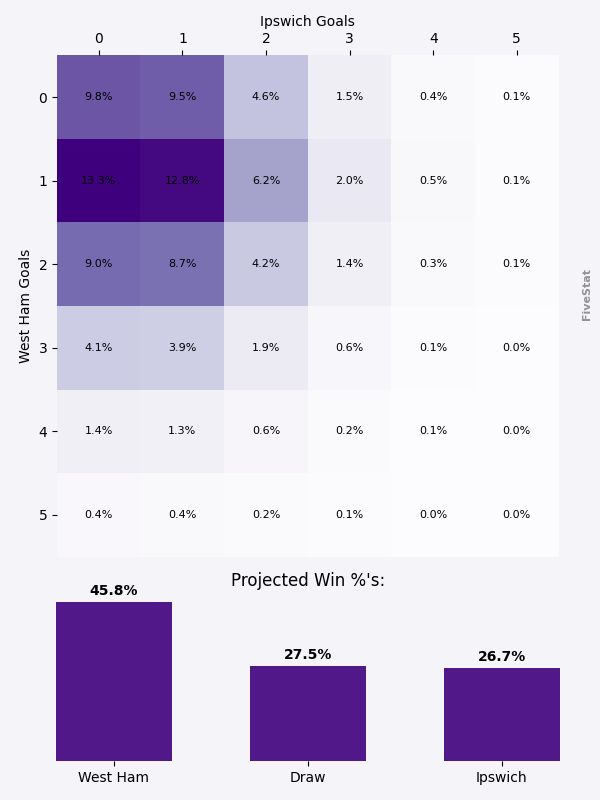 Ipswich Goals
0 1 2 3 4 5
0 9.8% 9.5% 4.6% 1.5% 0.4% 0.1%
1 13.3% 12.8% 6.2% 2.0% 0.5% 0.1%
2 9.0% 8.7% 4.2% 1.4% 0.3% 0.1%
3 4.1% 3.9% 1.9% 0.6% 0.1% 0.0%
4 1.4% 1.3% 0.6% 0.2% 0.1% 0.0%
5 0.4% 0.4% 0.2% 0.1% 0.0% 0.0%
West Ham Goals
FiveStat
Projected Win %'s:
45.8% 27.5% 26.7%
West Ham Draw Ipswich